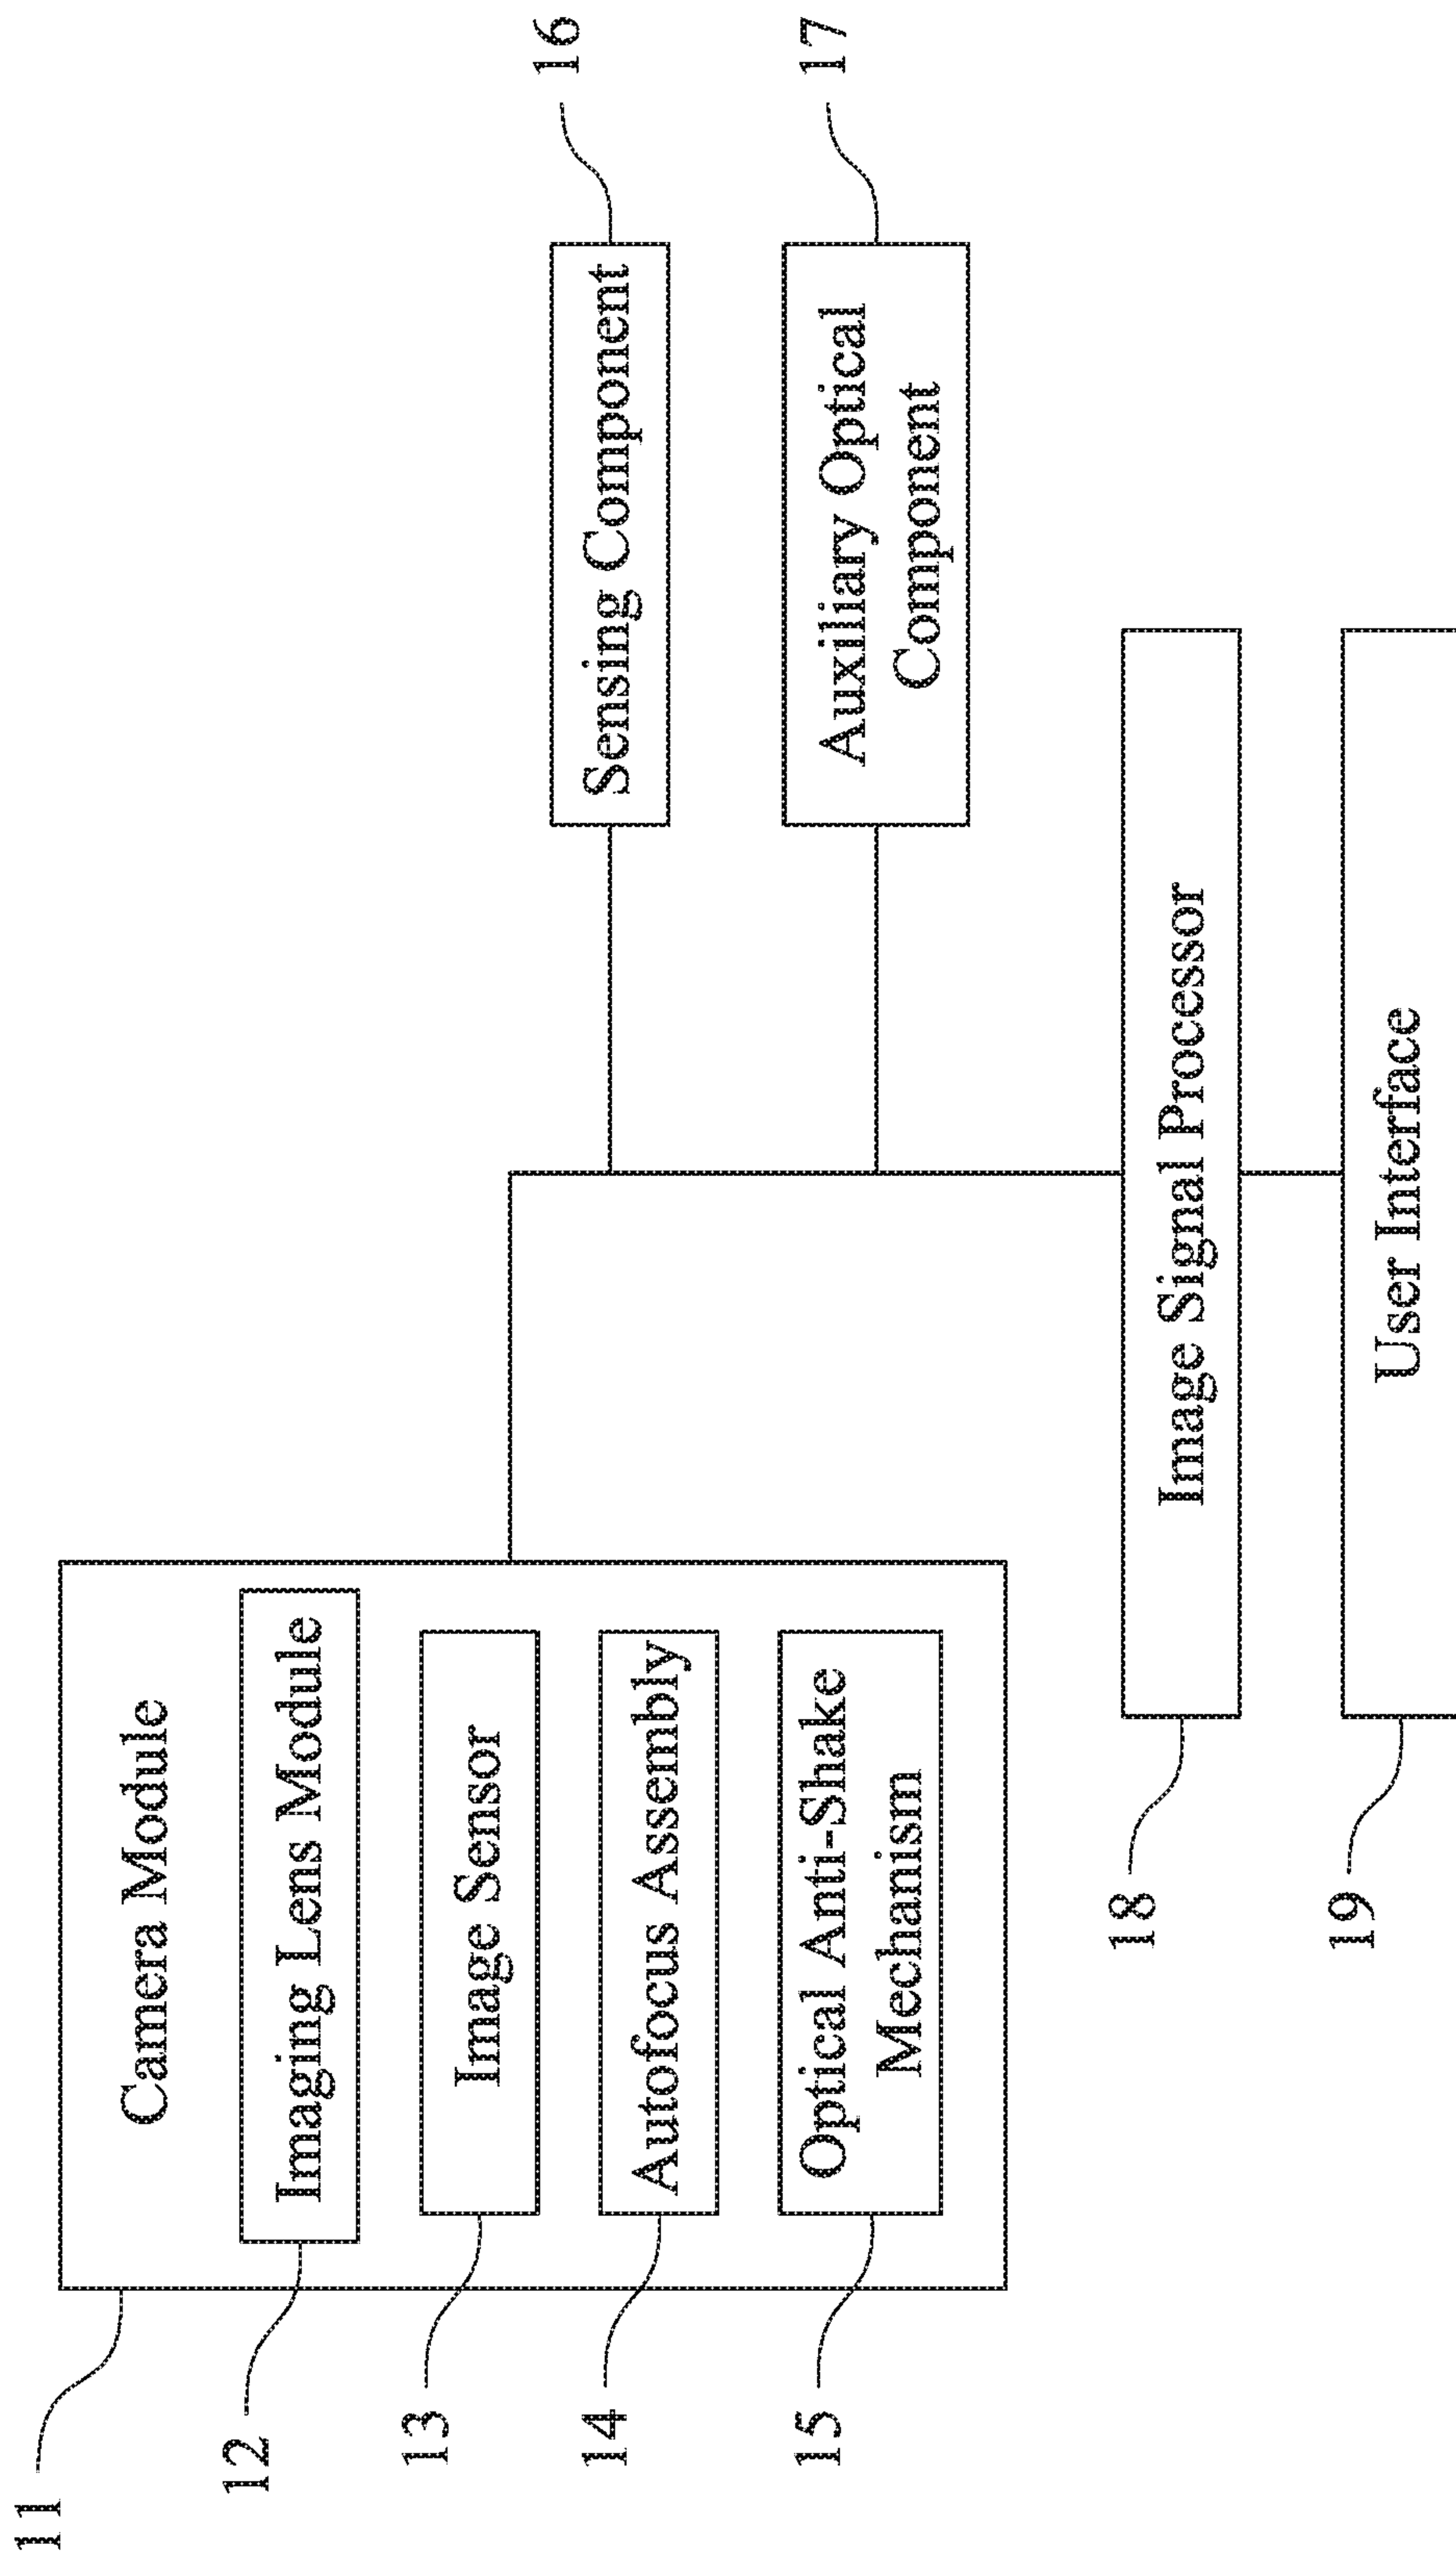 11
Camera Module
12
Imaging Lens Module
13
Image Sensor
14
Autofocus Assembly
15
Optical Anti-Shake
Mechanism
16
Sensing Component
17
Auxiliary Optical
Component
18
Image Signal Processor
19
User Interface